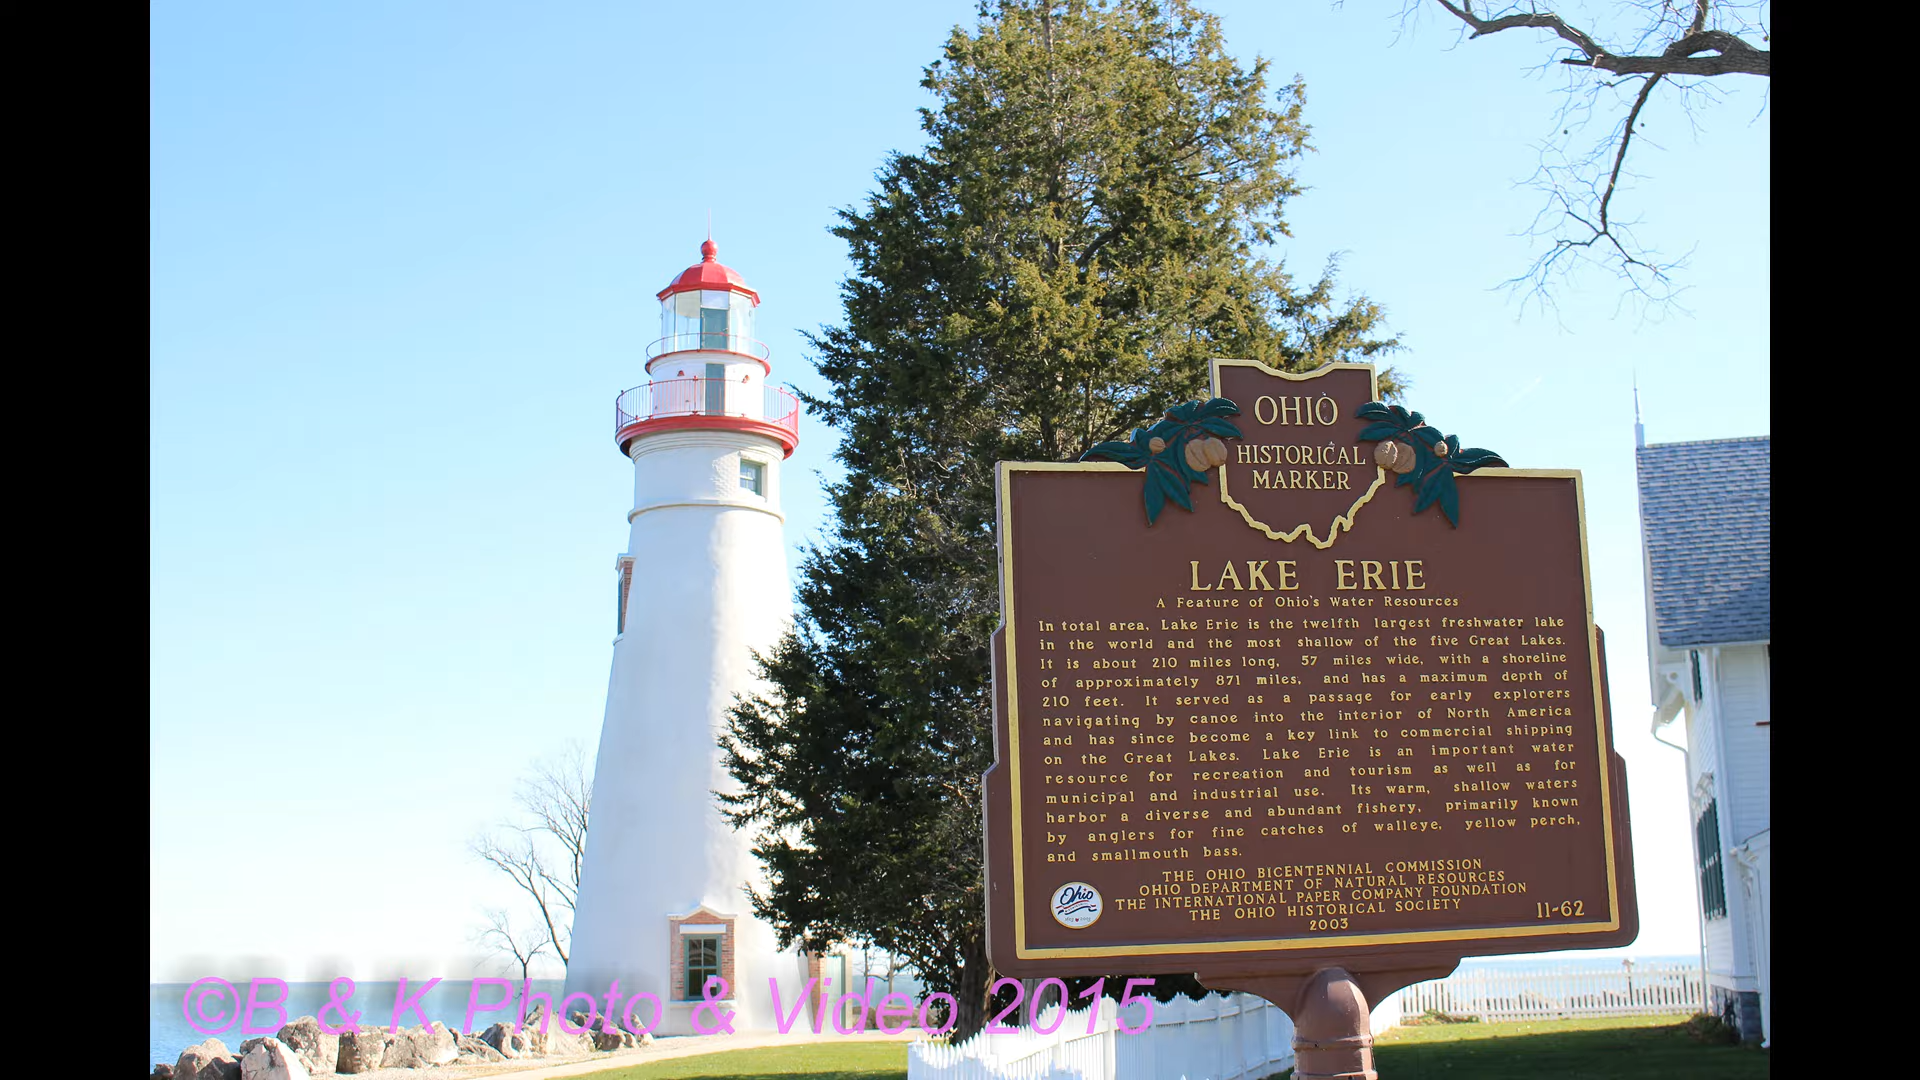 OHIO
HISTORICAL
MARKER
LAKE ERIE
A Feature of Ohio's Water Resources
In total area, Lake Erie is the twelfth largest freshwater lake
in the world and the most shallow of the five Great Lakes.
It is about 210 miles long, 57 miles wide, with a shoreline
of approximately 871 miles, and has a maximum depth of
210 feet. It served as a passage for early explorers
navigating by canoe into the interior of North America
and has since become a key link to commercial shipping
on the Great Lakes. Lake Erie is an important water
resource for recreation and tourism as well as for
municipal and industrial use. Its warm, shallow waters
harbor a diverse and abundant fishery, primarily known
by anglers for fine catches of walleye, yellow perch,
and smallmouth bass.
THE OHIO BICENTENNIAL COMMISSION
OHIO DEPARTMENT OF NATURAL RESOURCES
THE INTERNATIONAL PAPER COMPANY FOUNDATION
THE OHIO HISTORICAL SOCIETY
2003
11-62
Ohio
©B & K Photo & Video 2015